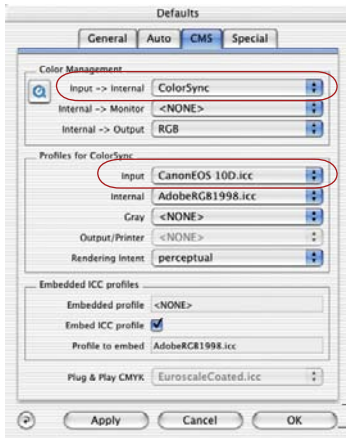 Defaults
General Auto CMS Special
Color Management
Input -> Internal ColorSync
Internal -> Monitor <NONE>
Internal -> Output RGB
Profiles for ColorSync
Input CanonEOS 10D.icc
Internal AdobeRGB1998.icc
Gray <NONE>
Output/Printer <NONE>
Rendering Intent perceptual
Embedded ICC profiles
Embedded profile <NONE>
Embed ICC profile
Profile to embed AdobeRGB1998.icc
Plug & Play CMYK EuroscaleCoated.icc
Apply Cancel OK